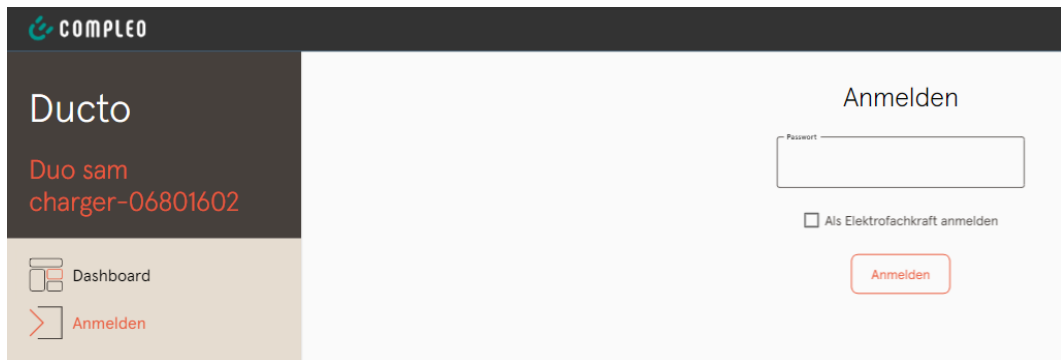 COMPLEO
Ducto
Duo sam
charger-06801602
Dashboard
Anmelden
Anmelden
Passwort
Als Elektrofachkraft anmelden
Anmelden